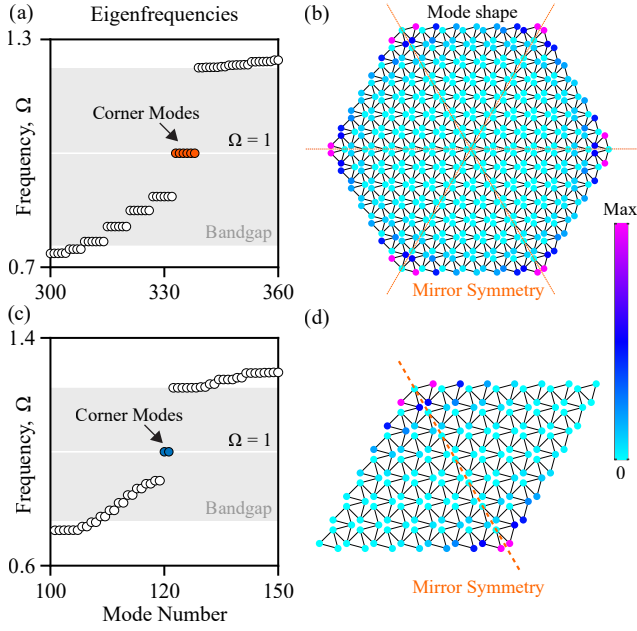 (a)
Eigenfrequencies
1.3
Frequency, Ω
Corner Modes
Ω = 1
Bandgap
0.7
300
330
360
(b)
Mode shape
Mirror Symmetry
Max
0
(c)
1.4
Frequency, Ω
Corner Modes
Ω = 1
Bandgap
0.6
100
120
150
Mode Number
(d)
Mirror Symmetry